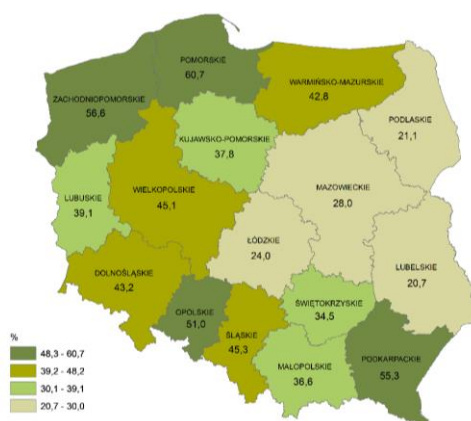 POMORSKIE
60,7
WARMIŃSKO-MAZURSKIE
42,8
ZACHODNIOPOMORSKIE
56,6
PODLASKIE
21,1
KUJAWSKO-POMORSKIE
37,8
MAZOWIECKIE
28,0
WIELKOPOLSKIE
45,1
LUBUSKIE
39,1
ŁÓDZKIE
24,0
LUBELSKIE
20,7
DOLNOŚLĄSKIE
43,2
ŚWIĘTOKRZYSKIE
34,5
OPOLSKIE
51,0
ŚLĄSKIE
45,3
PODKARPACKIE
55,3
MAŁOPOLSKIE
36,6
%
48,3 - 60,7
39,2 - 48,2
30,1 - 39,1
20,7 - 30,0